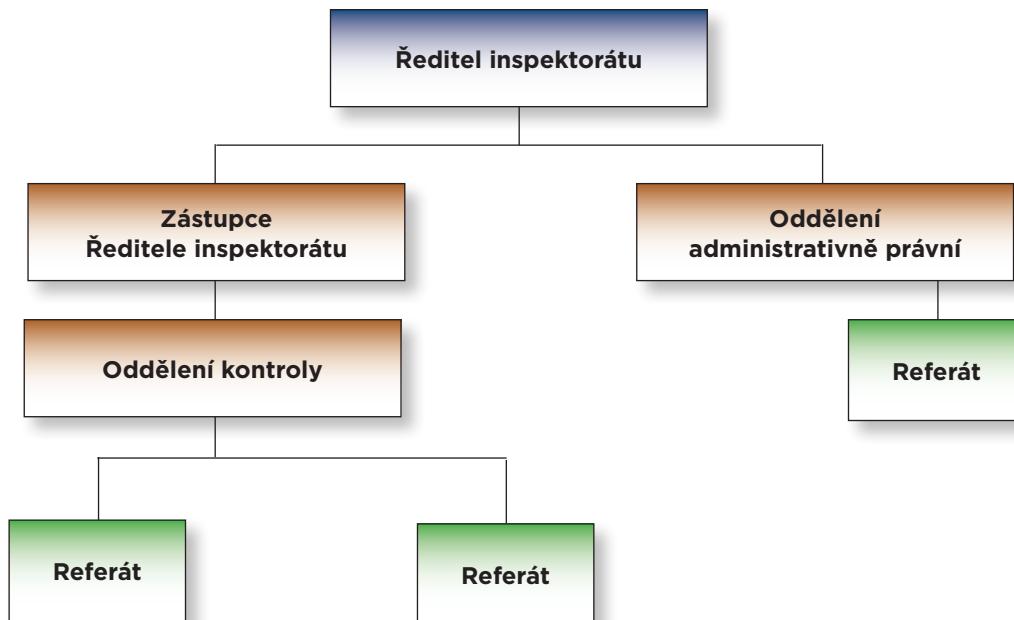 Ředitel inspektorátu
Zástupce
Ředitele inspektorátu
Oddělení
administrativně právní
Oddělení kontroly
Referát
Referát
Referát